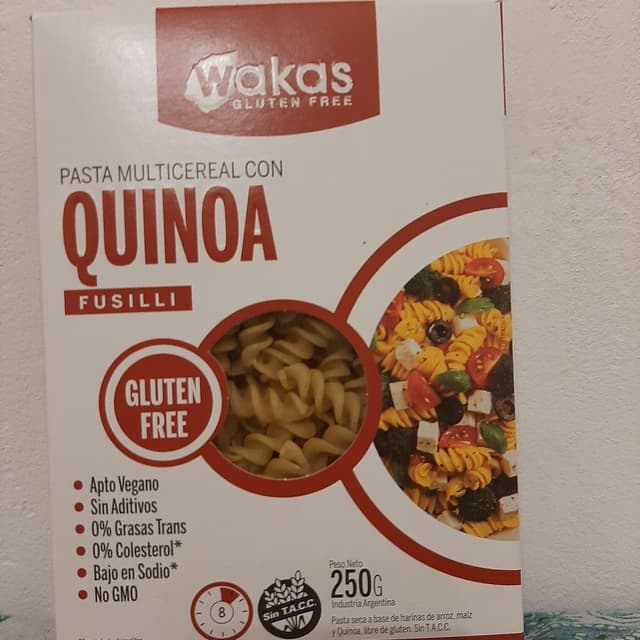 Wakas
GLUTEN FREE
PASTA MULTICEREAL CON
QUINOA
FUSILLI
GLUTEN
FREE
Apto Vegano
Sin Aditivos
0% Grasas Trans
0% Colesterol*
Bajo en Sodio*
No GMO
8
Sin T.A.C.C.
Peso Neto
250G
Industria Argentina
Pasta seca a base de harinas de arroz, maíz
y Quinoa, libre de gluten. Sin T.A.C.C.